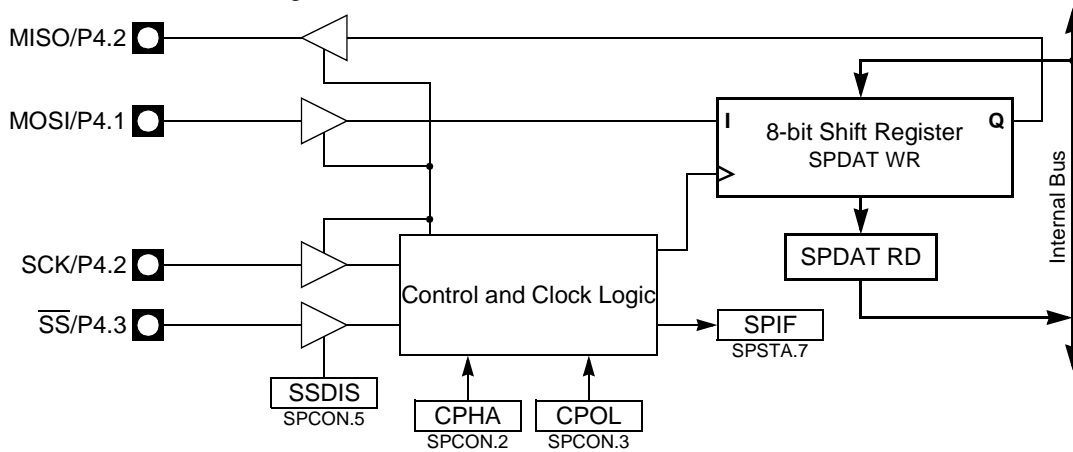 MISO/P4.2
MOSI/P4.1
I
8-bit Shift Register
Q
SPDAT WR
Internal Bus
SCK/P4.2
SPDAT RD
Control and Clock Logic
SS/P4.3
SPIF
SPSTA.7
SSDIS
SPCON.5
CPHA
SPCON.2
CPOL
SPCON.3